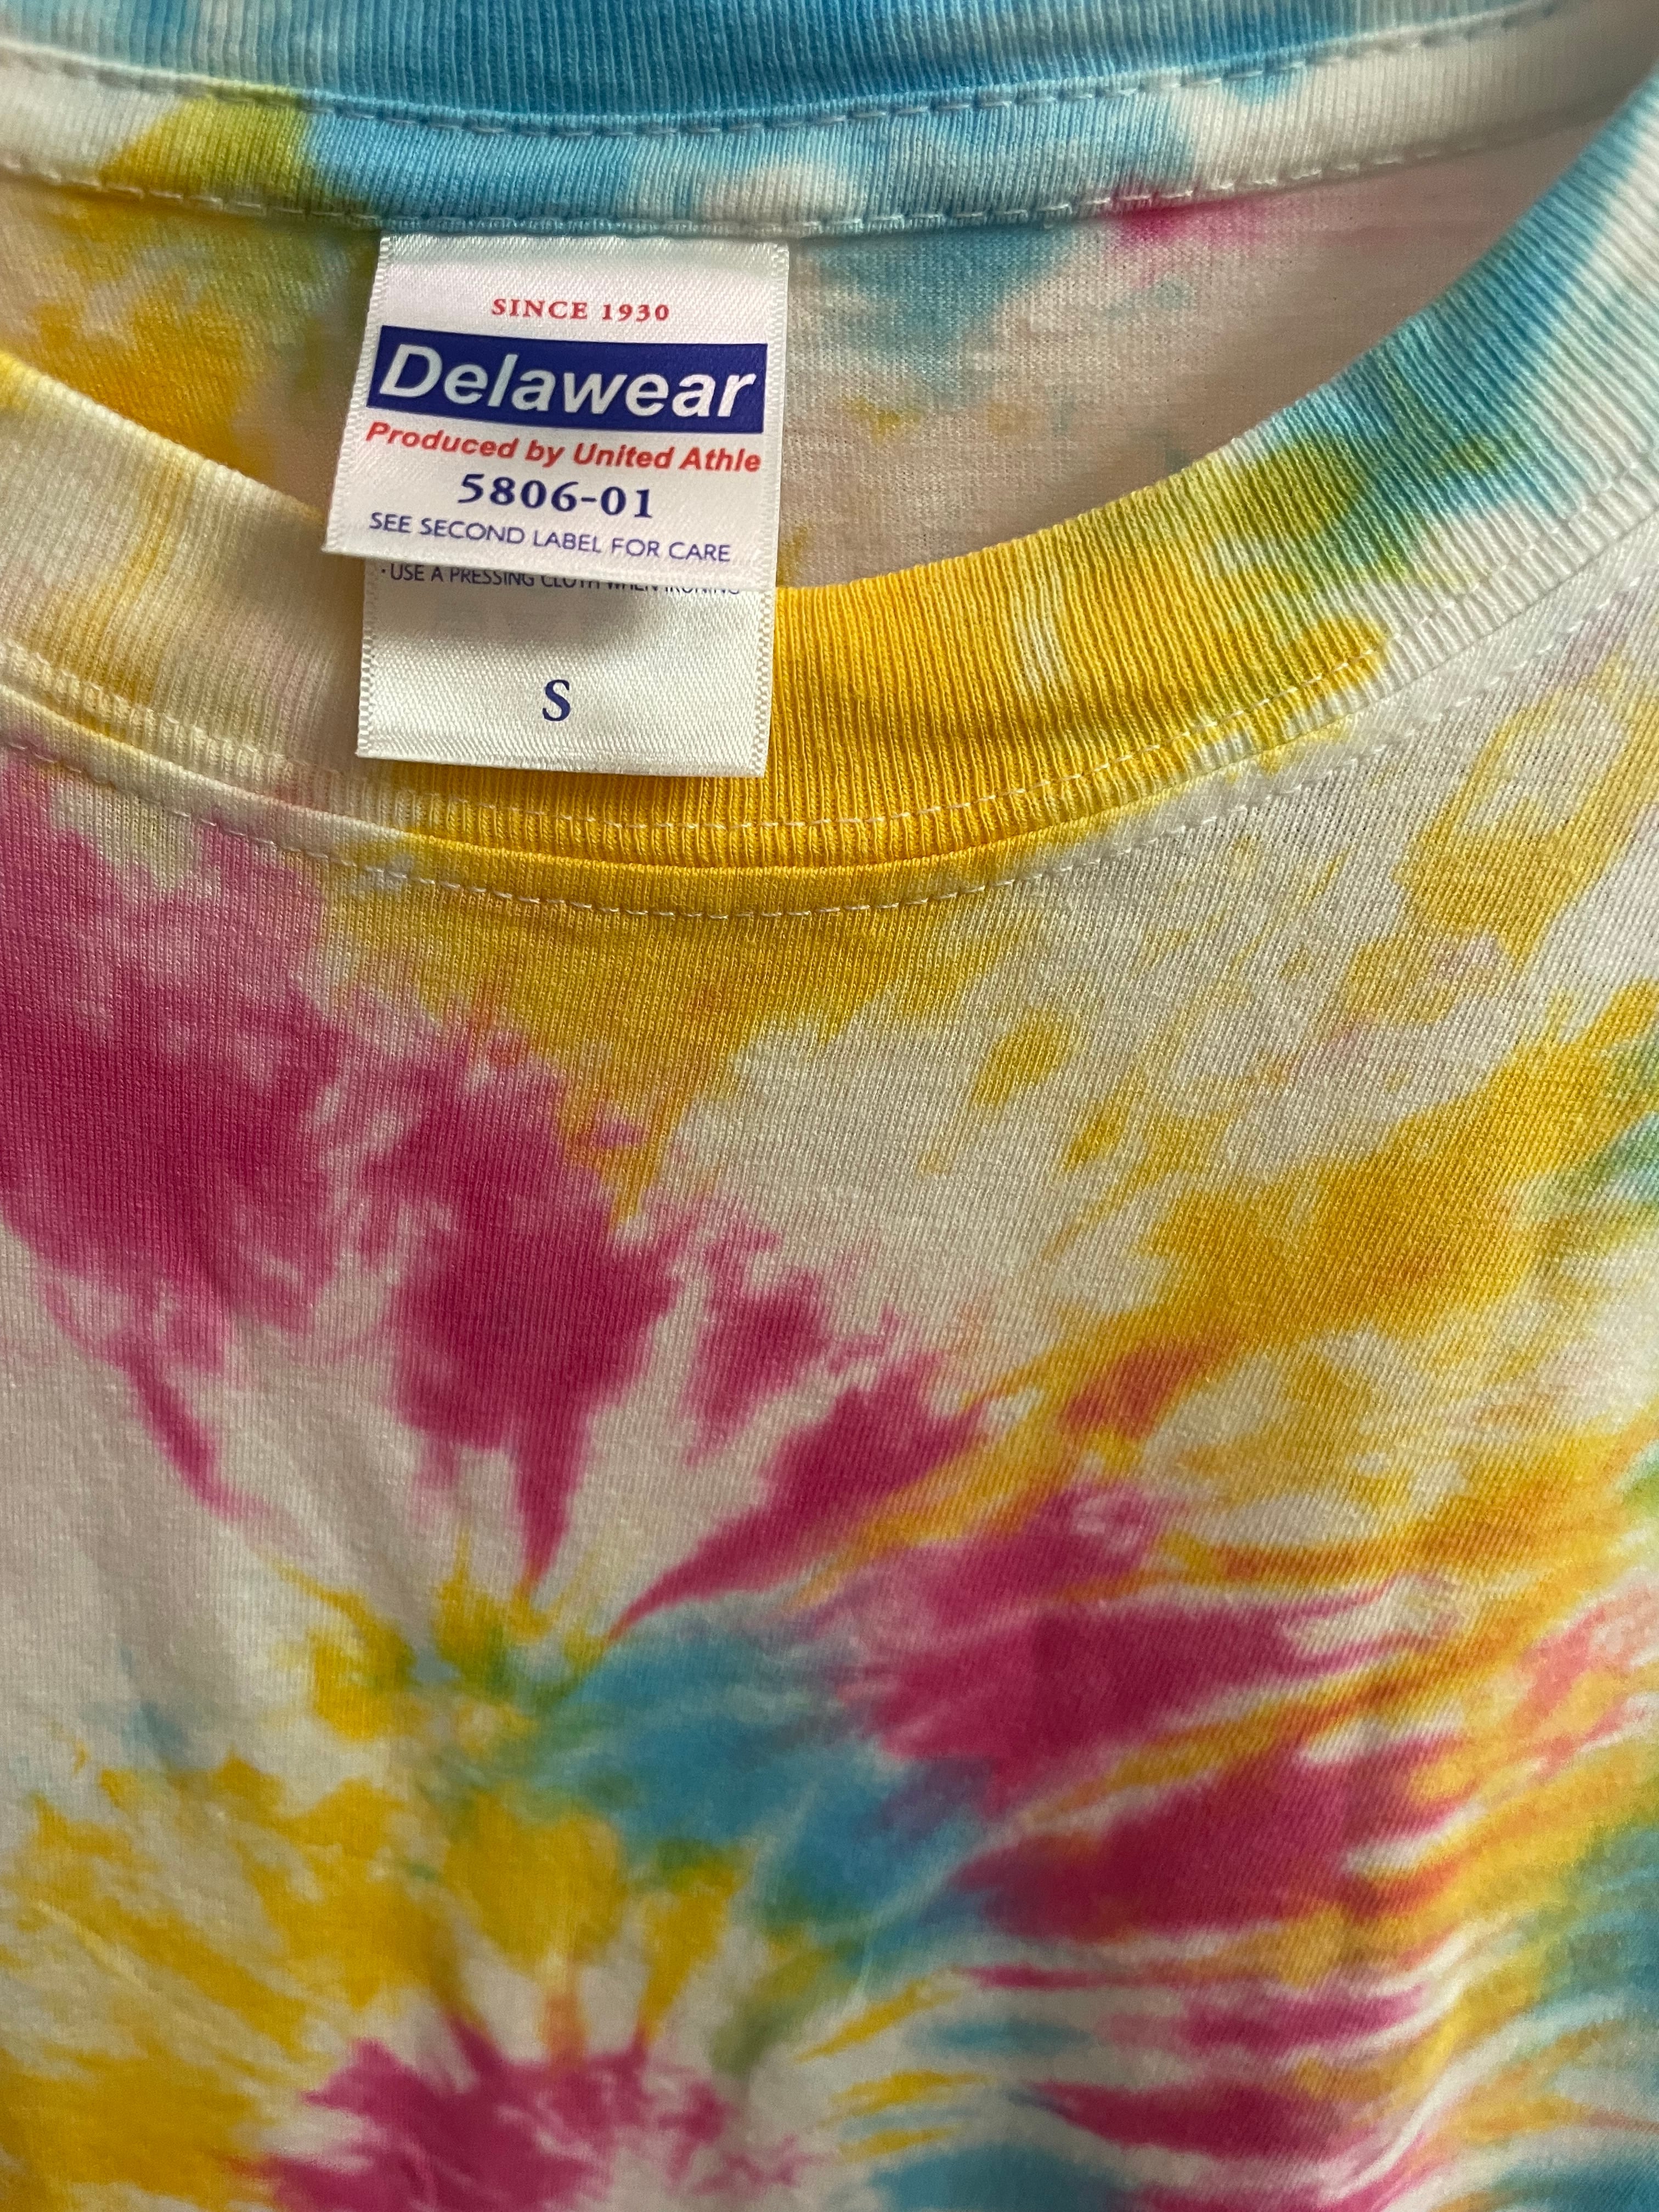 SINCE 1930
Delawear
Produced by United Athle
5806-01
SEE SECOND LABEL FOR CARE
·USE A PRESSING CLOTH WHEN IRONING
S